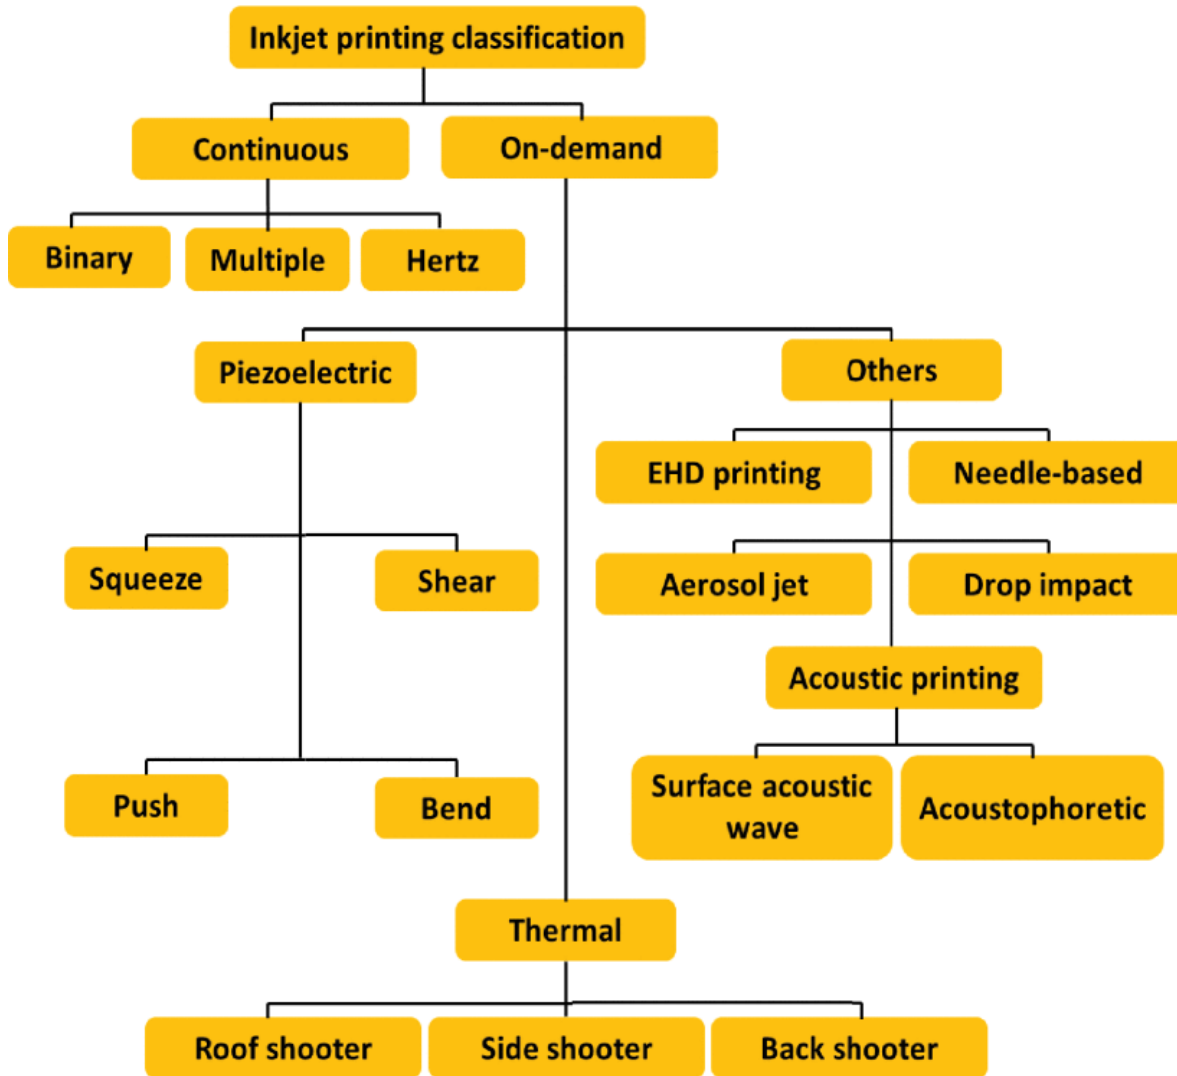 Inkjet printing classification
Continuous
On-demand
Binary
Multiple
Hertz
Piezoelectric
Others
EHD printing
Needle-based
Squeeze
Shear
Aerosol jet
Drop impact
Acoustic printing
Push
Bend
Surface acoustic
wave
Acoustophoretic
Thermal
Roof shooter
Side shooter
Back shooter